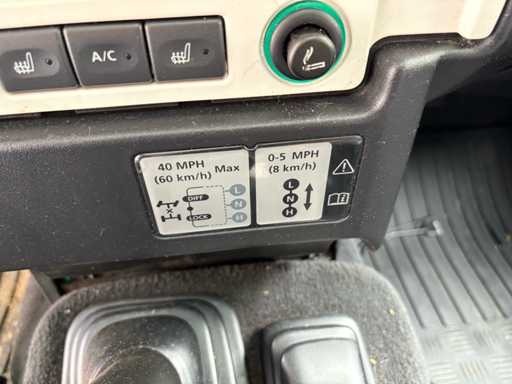 A/C
40 MPH
(60 km/h) Max
DIFF
LOCK
L
N
H
0-5 MPH
(8 km/h)
L
N
H